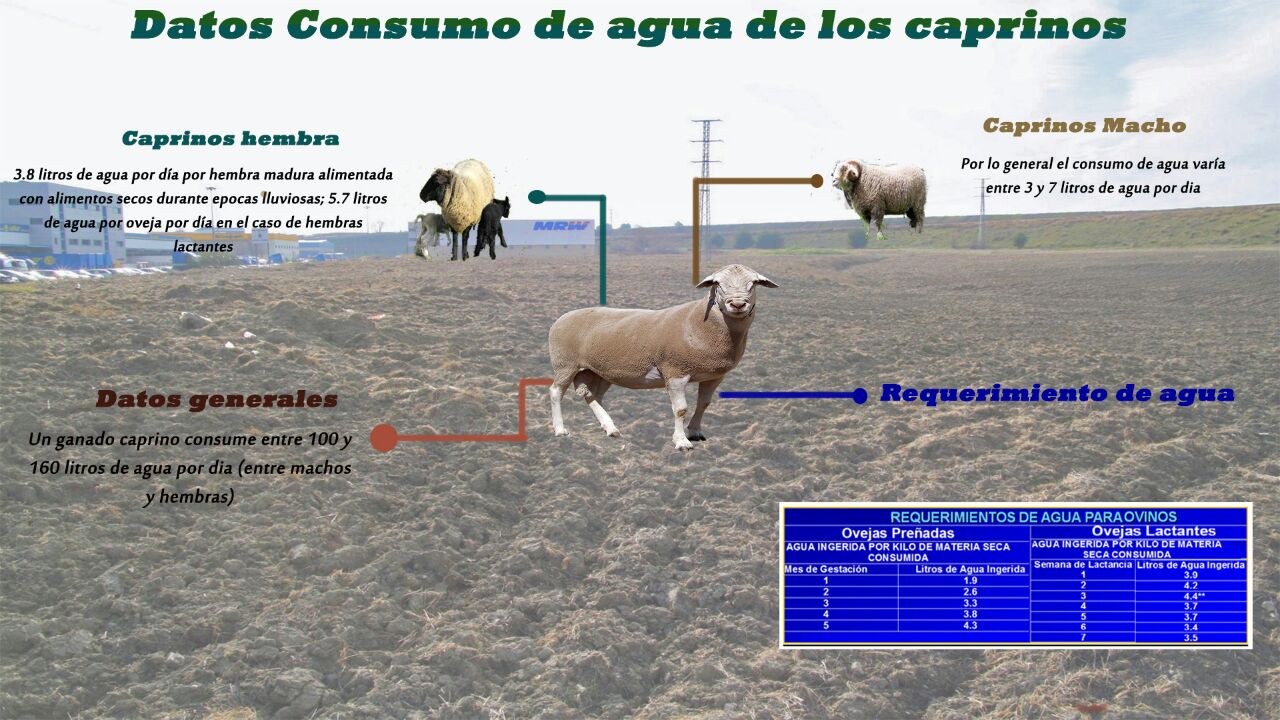 Datos Consumo de agua de los caprinos
Caprinos hembra
3.8 litros de agua por día por hembra madura alimentada
con alimentos secos durante epocas lluviosas; 5.7 litros
de agua por oveja por día en el caso de hembras
lactantes
MRW
Caprinos Macho
Por lo general el consumo de agua varía
entre 3 y 7 litros de agua por dia
Datos generales
Un ganado caprino consume entre 100 y
160 litros de agua por dia (entre machos
y hembras)
Requerimiento de agua
REQUERIMIENTOS DE AGUA PARA OVINOS
Ovejas Preñadas
AGUA INGERIDA POR KILO DE MATERIA SECA
CONSUMIDA
Mes de Gestación Litros de Agua Ingerida
1 1.9
2 2.6
3 3.3
4 3.8
5 4.3
Ovejas Lactantes
AGUA INGERIDA POR KILO DE MATERIA
SECA CONSUMIDA
Semana de Lactancia Litros de Agua Ingerida
1 3.9
2 4.2
3 4.4**
4 3.7
5 3.7
6 3.4
7 3.5